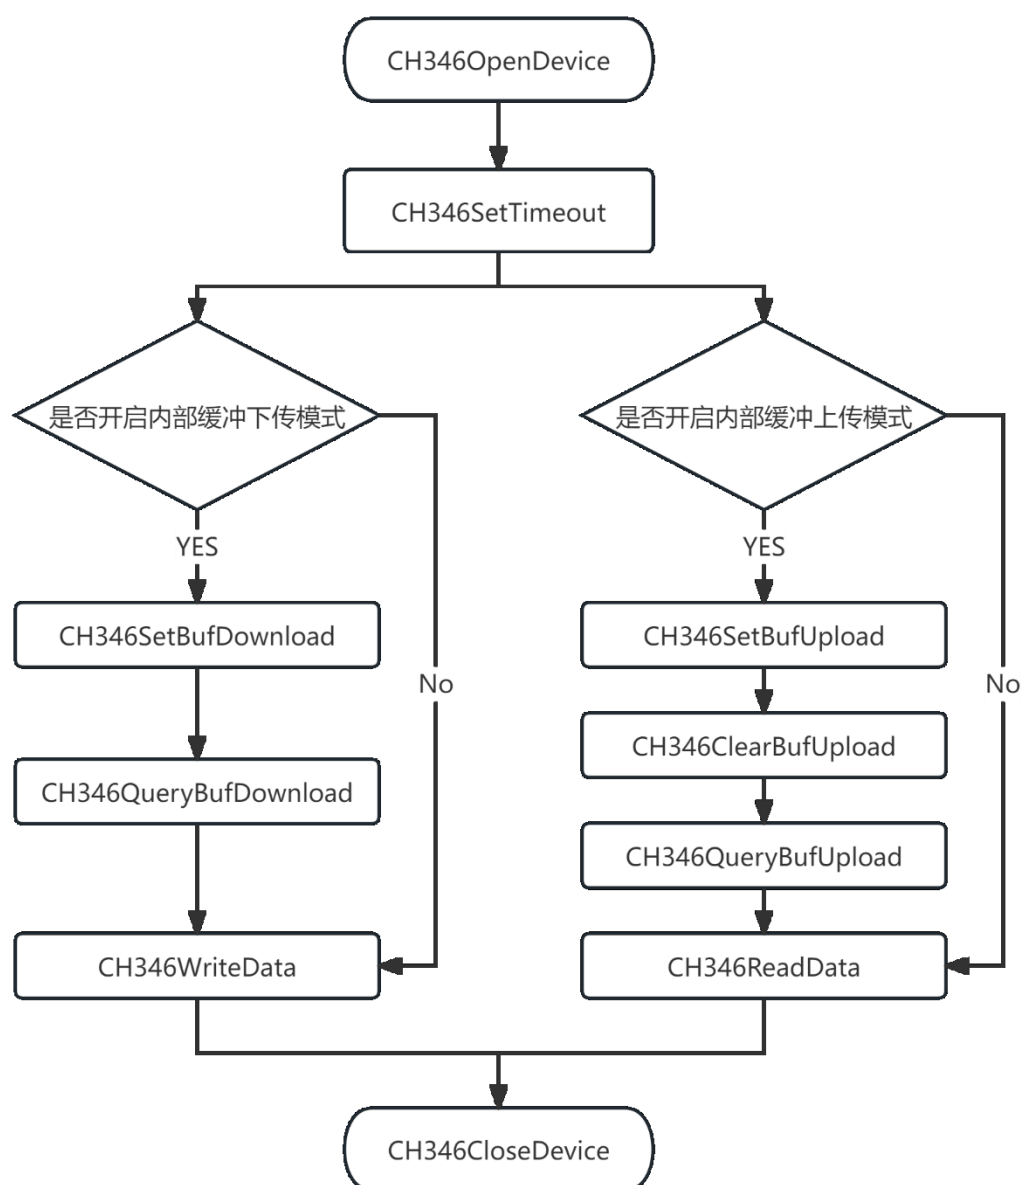 CH346OpenDevice
CH346SetTimeout
是否开启内部缓冲下传模式
是否开启内部缓冲上传模式
YES
YES
CH346SetBufDownload
CH346SetBufUpload
No
No
CH346ClearBufUpload
CH346QueryBufDownload
CH346QueryBufUpload
CH346WriteData
CH346ReadData
CH346CloseDevice